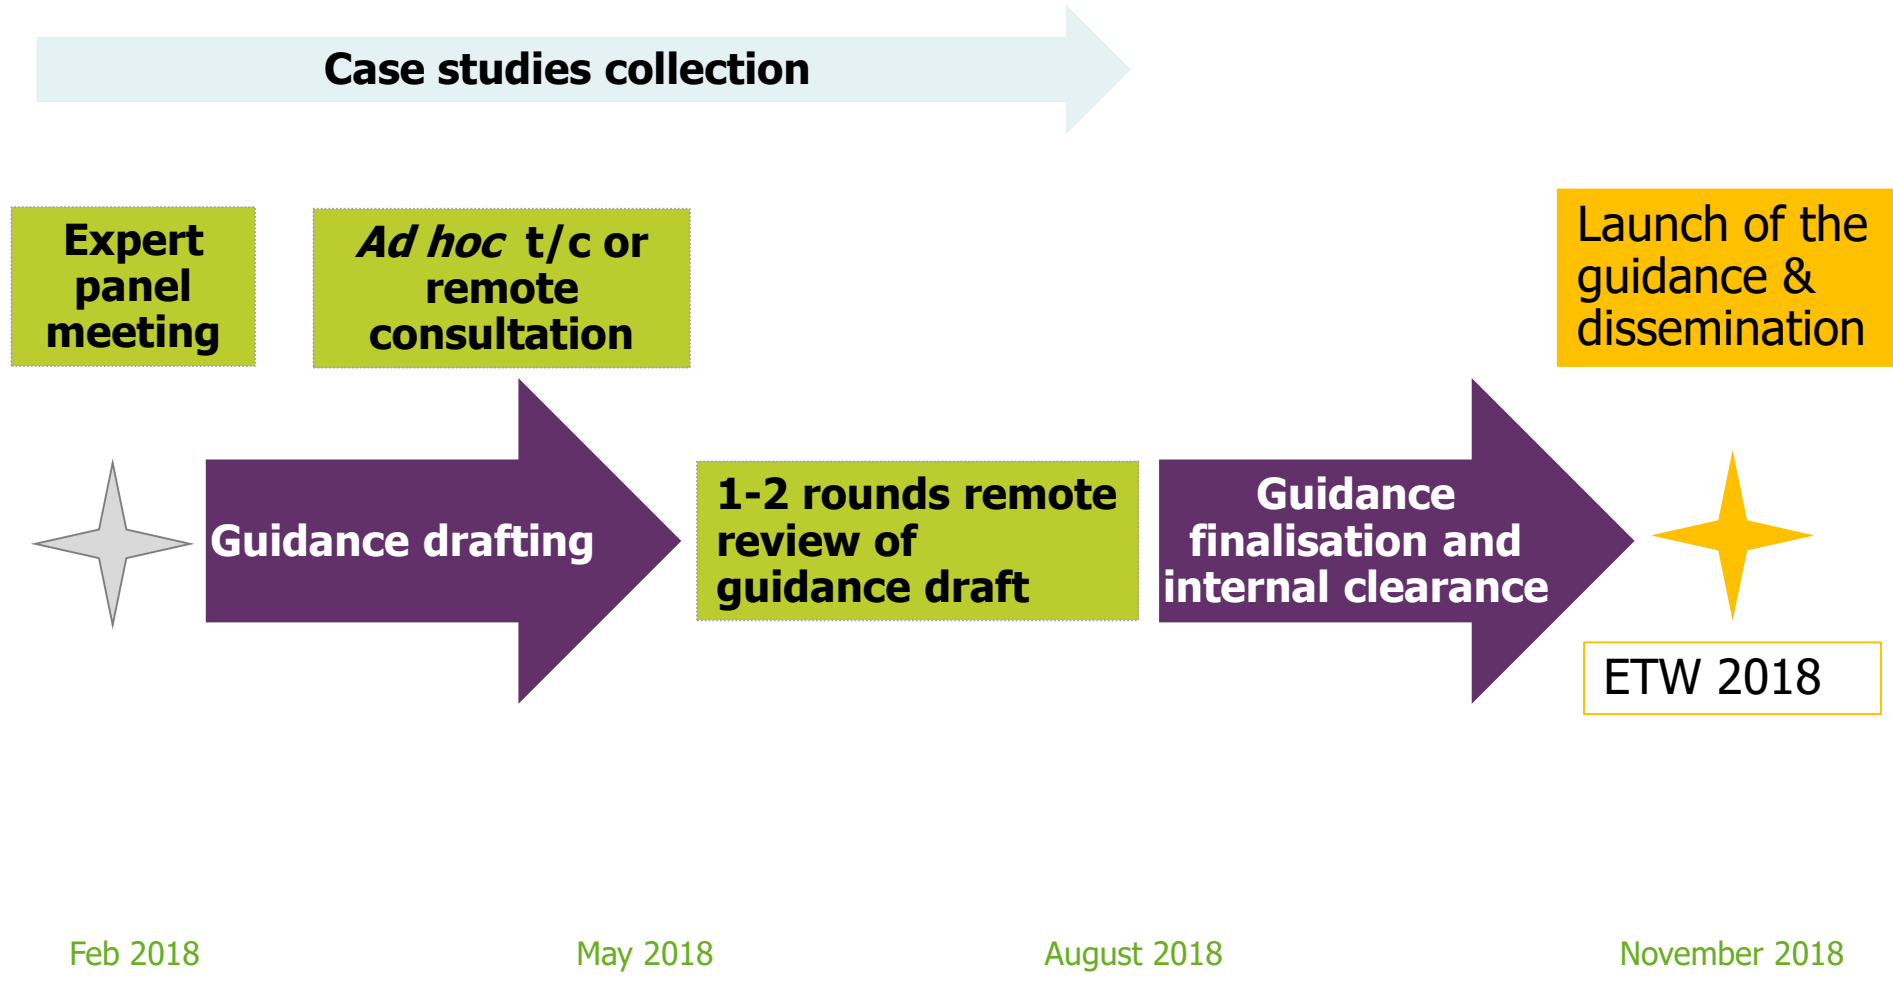 Case studies collection
Expert
panel
meeting
Ad hoc t/c or
remote
consultation
Launch of the
guidance &
dissemination
Guidance drafting
1-2 rounds remote
review of
guidance draft
Guidance
finalisation and
internal clearance
ETW 2018
Feb 2018
May 2018
August 2018
November 2018